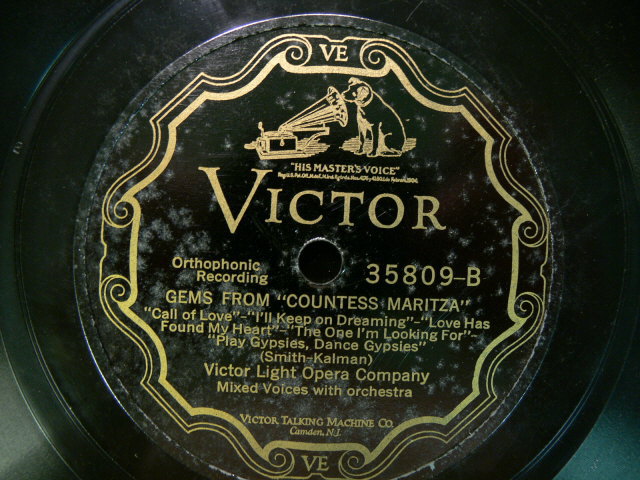 VE
"HIS MASTER'S VOICE"
VICTOR
Orthophonic
Recording
35809-B
GEMS FROM "COUNTESS MARITZA"
"Call of Love"-"I'll Keep on Dreaming"-"Love Has
Found My Heart"-"The One I'm Looking For"-
"Play Gypsies, Dance Gypsies"
(Smith-Kalman)
Victor Light Opera Company
Mixed Voices with orchestra
VICTOR TALKING MACHINE CO.
Camden, N.J.
VE